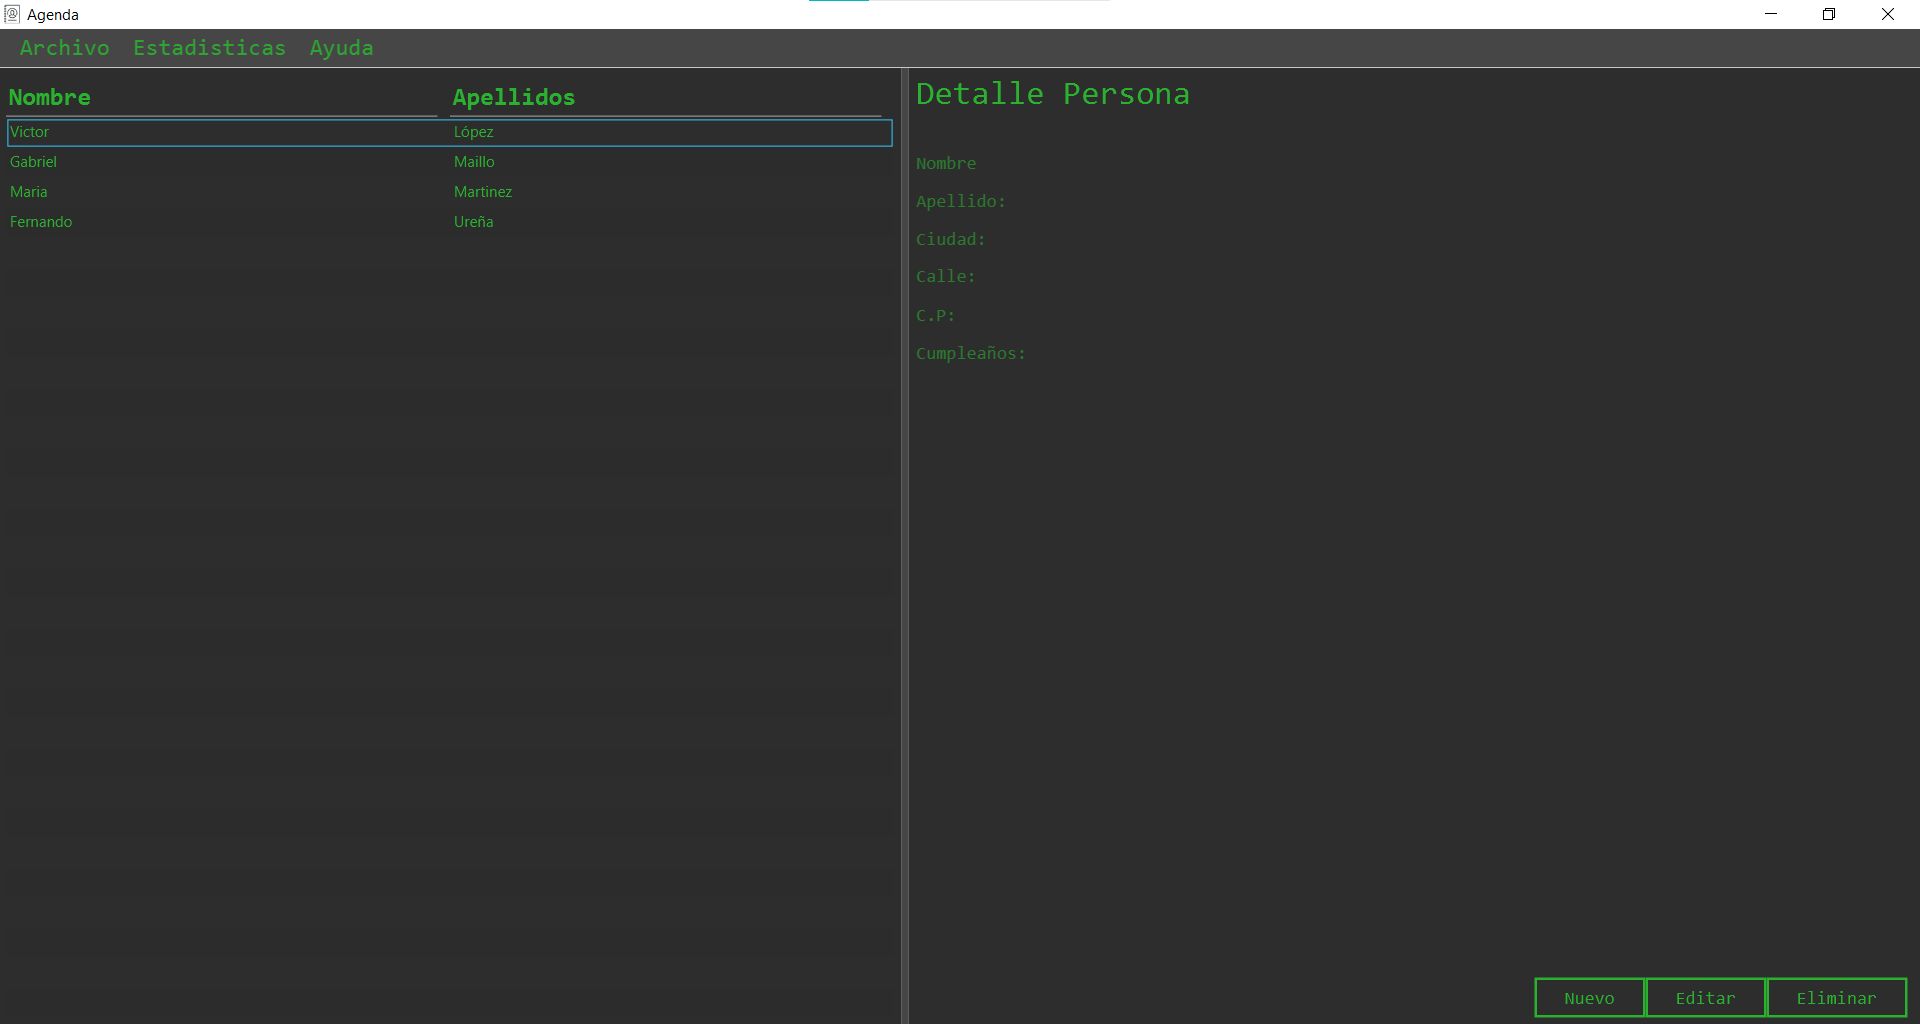 Agenda
Archivo Estadisticas Ayuda
Nombre Apellidos
Victor López
Gabriel Maillo
Maria Martinez
Fernando Ureña
Detalle Persona
Nombre
Apellido:
Ciudad:
Calle:
C.P:
Cumpleaños:
Nuevo Editar Eliminar